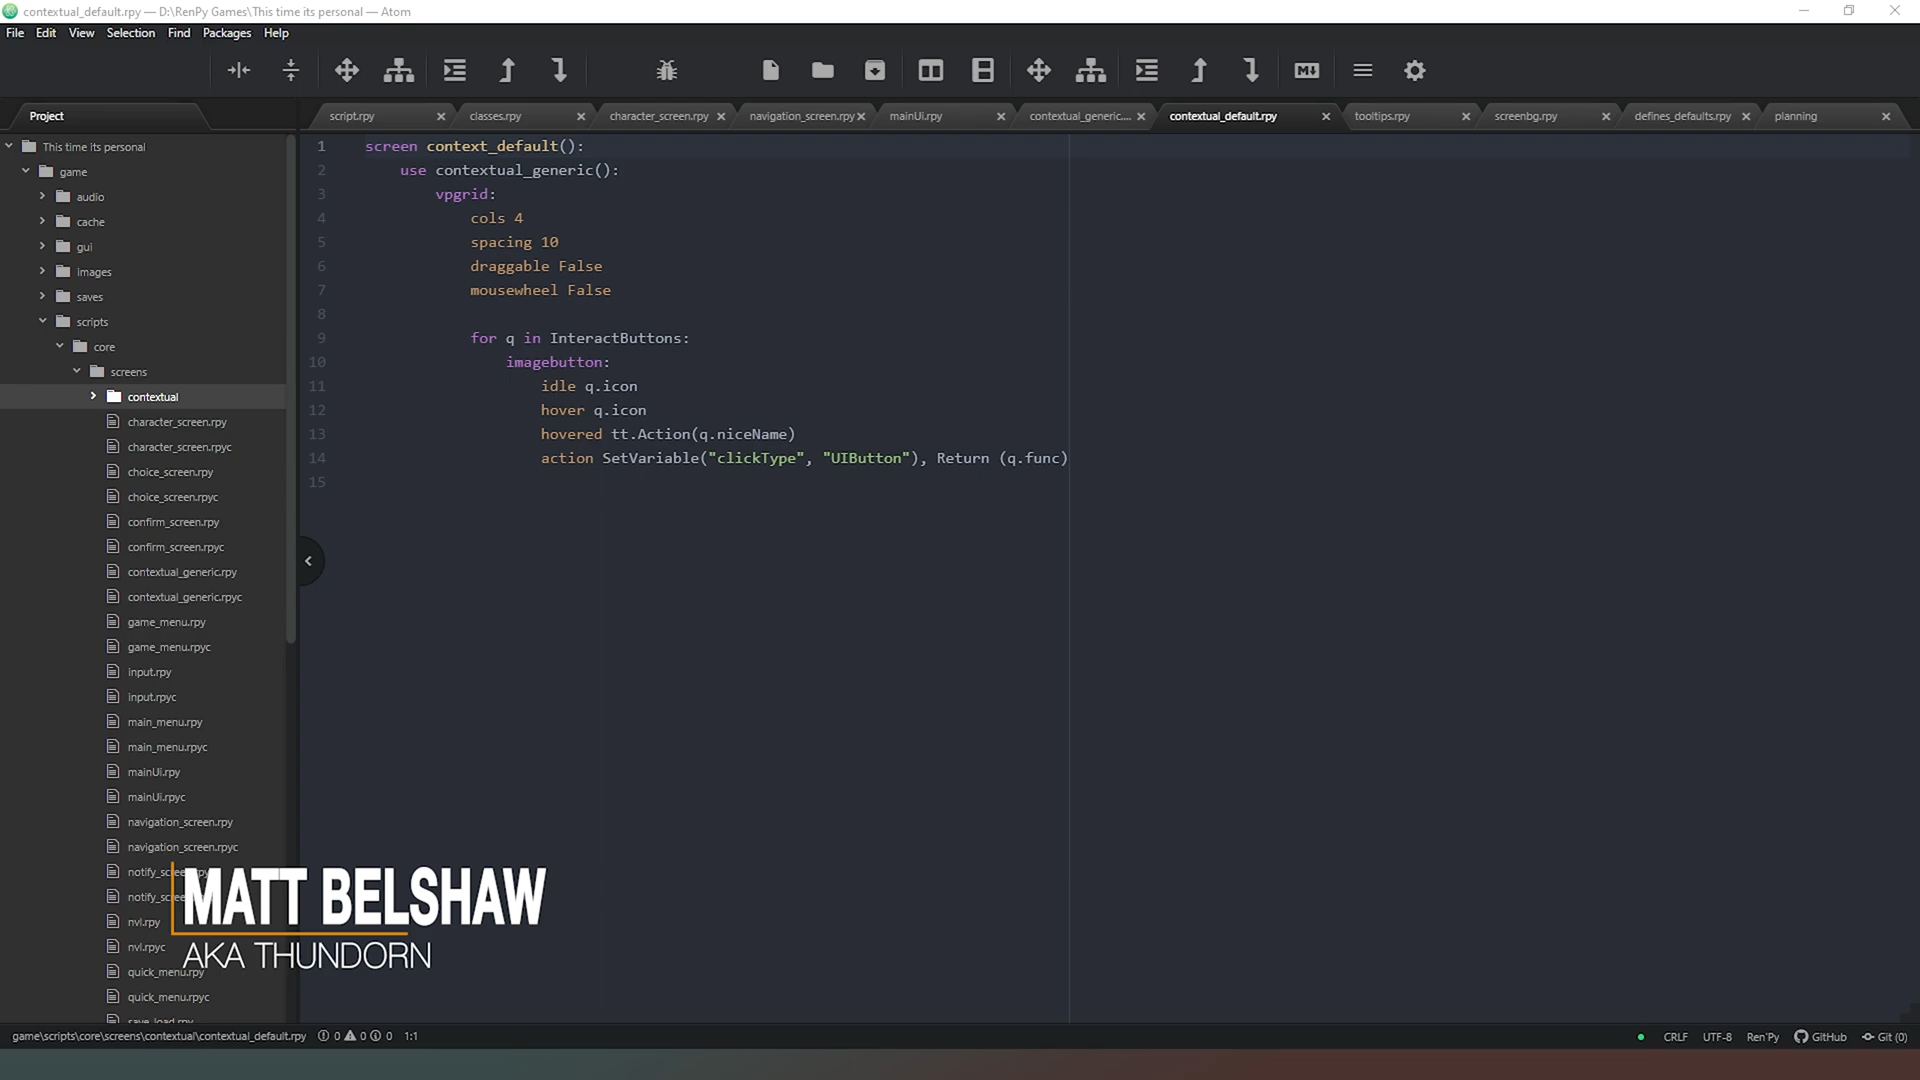 contextual_default.rpy — D:\RenPy Games\This time its personal — Atom
File Edit View Selection Find Packages Help
Project
script.rpy classes.rpy character_screen.rpy navigation_screen.rpy mainUi.rpy contextual_generic.... contextual_default.rpy tooltips.rpy screenbg.rpy defines_defaults.rpy planning
This time its personal
game
audio
cache
gui
images
saves
scripts
core
screens
contextual
character_screen.rpy
character_screen.rpyc
choice_screen.rpy
choice_screen.rpyc
confirm_screen.rpy
confirm_screen.rpyc
contextual_generic.rpy
contextual_generic.rpyc
game_menu.rpy
game_menu.rpyc
input.rpy
input.rpyc
main_menu.rpy
main_menu.rpyc
mainUi.rpy
mainUi.rpyc
navigation_screen.rpy
navigation_screen.rpyc
nvl.rpy
nvl.rpyc
quick_menu.rpy
quick_menu.rpyc
save_load.rpy
1 screen context_default():
2 use contextual_generic():
3 vpgrid:
4 cols 4
5 spacing 10
6 draggable False
7 mousewheel False
8
9 for q in InteractButtons:
10 imagebutton:
11 idle q.icon
12 hover q.icon
13 hovered tt.Action(q.niceName)
14 action SetVariable("clickType", "UIButton"), Return (q.func)
15
MATT BELSHAW
AKA THUNDORN
game\scripts\core\screens\contextual\contextual_default.rpy 0 0 0 1:1 CRLF UTF-8 Ren'Py GitHub Git (0)